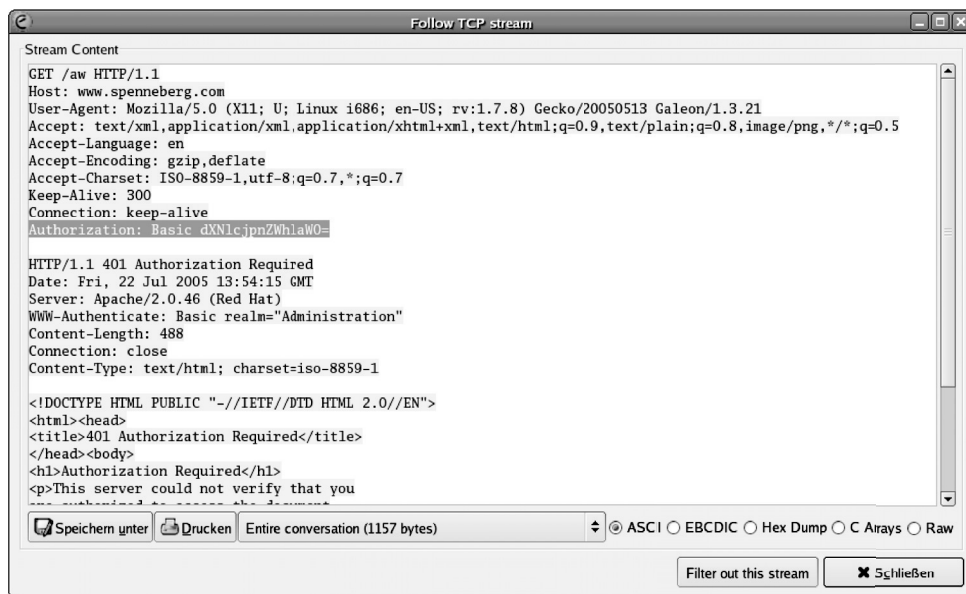 Follow TCP stream
Stream Content
GET /aw HTTP/1.1
Host: www.spenneberg.com
User-Agent: Mozilla/5.0 (X11; U; Linux i686; en-US; rv:1.7.8) Gecko/20050513 Galeon/1.3.21
Accept: text/xml,application/xml,application/xhtml+xml,text/html;q=0.9,text/plain;q=0.8,image/png,*/*;q=0.5
Accept-Language: en
Accept-Encoding: gzip,deflate
Accept-Charset: ISO-8859-1,utf-8;q=0.7,*;q=0.7
Keep-Alive: 300
Connection: keep-alive
Authorization: Basic dXNlcjpnZWhlaW0=
HTTP/1.1 401 Authorization Required
Date: Fri, 22 Jul 2005 13:54:15 GMT
Server: Apache/2.0.46 (Red Hat)
WWW-Authenticate: Basic realm="Administration"
Content-Length: 488
Connection: close
Content-Type: text/html; charset=iso-8859-1
<!DOCTYPE HTML PUBLIC "-//IETF//DTD HTML 2.0//EN">
<html><head>
<title>401 Authorization Required</title>
</head><body>
<h1>Authorization Required</h1>
<p>This server could not verify that you
Speichern unter Drucken Entire conversation (1157 bytes) ASCII EBCDIC Hex Dump C Arrays Raw
Filter out this stream Schließen